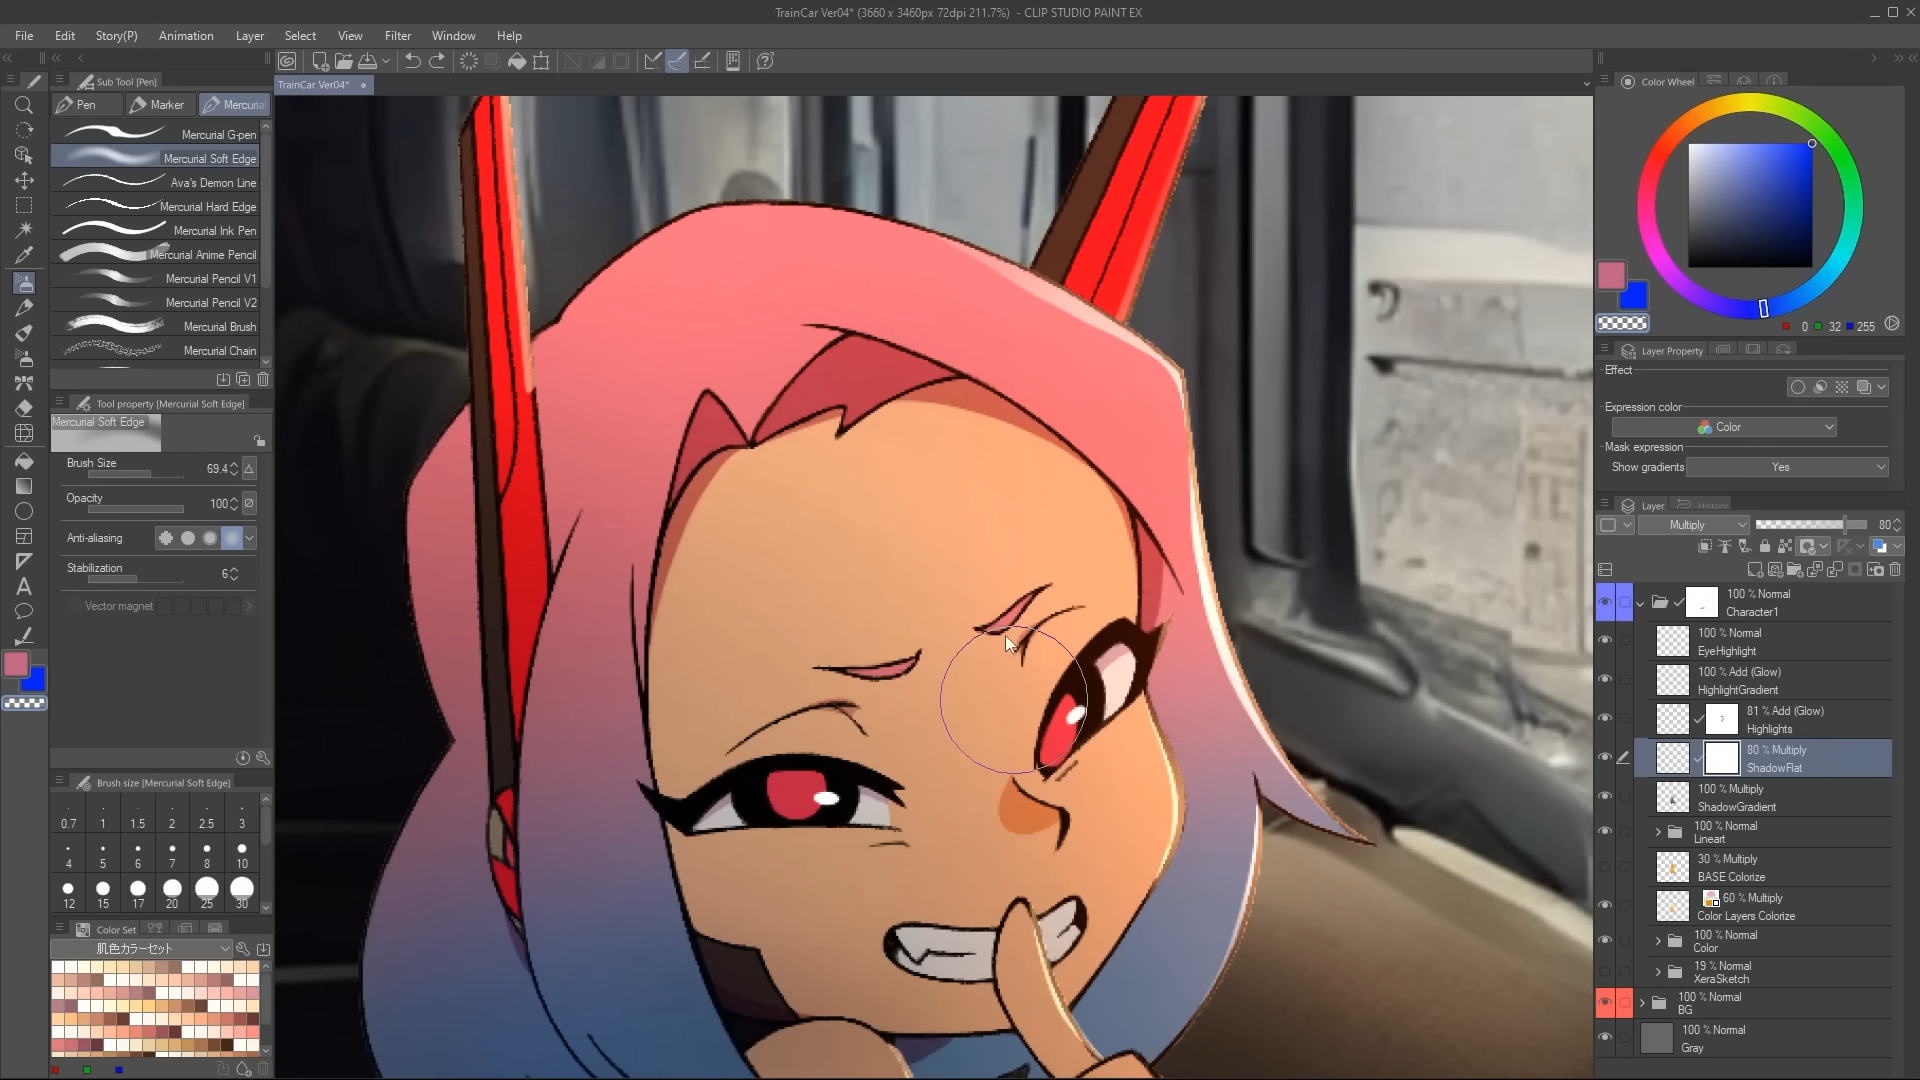 TrainCar Ver04* (3660 x 3460px 72dpi 211.7%) - CLIP STUDIO PAINT EX
File Edit Story(P) Animation Layer Select View Filter Window Help
Sub Tool [Pen]
TrainCar Ver04*
Color Wheel
Pen Marker Mercurial
Mercurial G-pen
Mercurial Soft Edge
Ava's Demon Line
Mercurial Hard Edge
Mercurial Ink Pen
Mercurial Anime Pencil
Mercurial Pencil V1
Mercurial Pencil V2
Mercurial Brush
Mercurial Chain
0 32 255
Tool property [Mercurial Soft Edge]
Mercurial Soft Edge
Brush Size 69.4
Opacity 100
Anti-aliasing
Stabilization 6
Vector magnet
Brush size [Mercurial Soft Edge]
0.7 1 1.5 2 2.5 3
4 5 6 7 8 10
12 15 17 20 25 30
Color Set
肌色カラーセット
Layer Property
Effect
Expression color
Color
Mask expression
Show gradients Yes
Layer History
Multiply 80
100 % Normal
Character1
100 % Normal
EyeHighlight
100 % Add (Glow)
HighlightGradient
81 % Add (Glow)
Highlights
80 % Multiply
ShadowFlat
100 % Multiply
ShadowGradient
100 % Normal
Lineart
30 % Multiply
BASE Colorize
60 % Multiply
Color Layers Colorize
100 % Normal
Color
19 % Normal
XeraSketch
100 % Normal
BG
100 % Normal
Gray